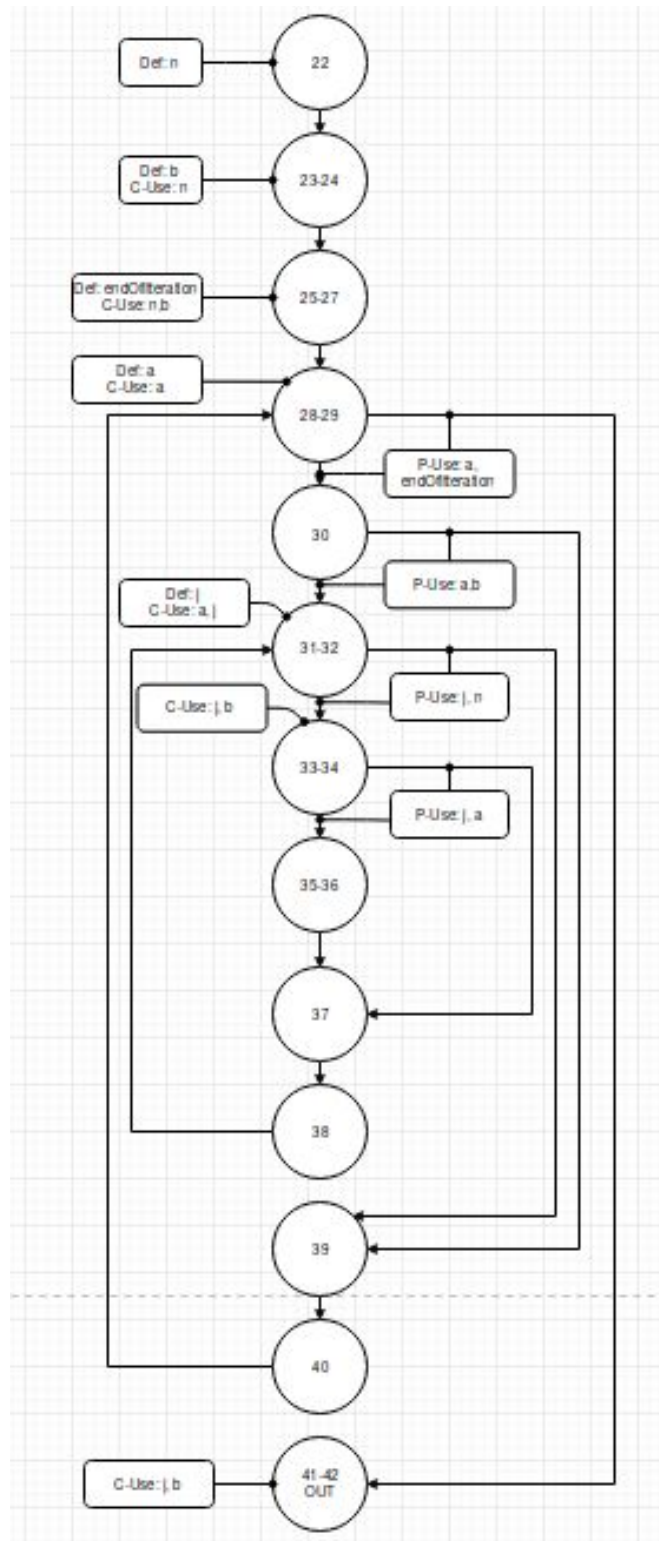 22
Def: n
23-24
Def: b
C-Use: n
25-27
Def: endOfIteration
C-Use: n,b
Def: a
C-Use: a
28-29
P-Use: a,
endOfIteration
30
P-Use: a.b
Def: j
C-Use: a, j
31-32
P-Use: j, n
C-Use: j, b
33-34
P-Use: j, a
35-36
37
38
39
40
41-42
OUT
C-Use: j, b